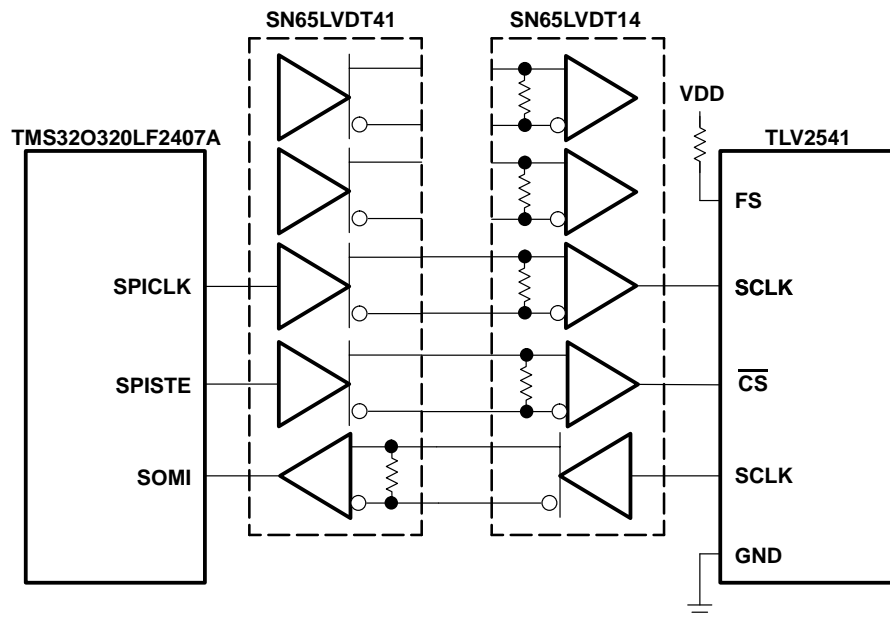 SN65LVDT41
SN65LVDT14
VDD
TMS32O320LF2407A
TLV2541
FS
SPICLK
SCLK
SPISTE
CS
SOMI
SCLK
GND